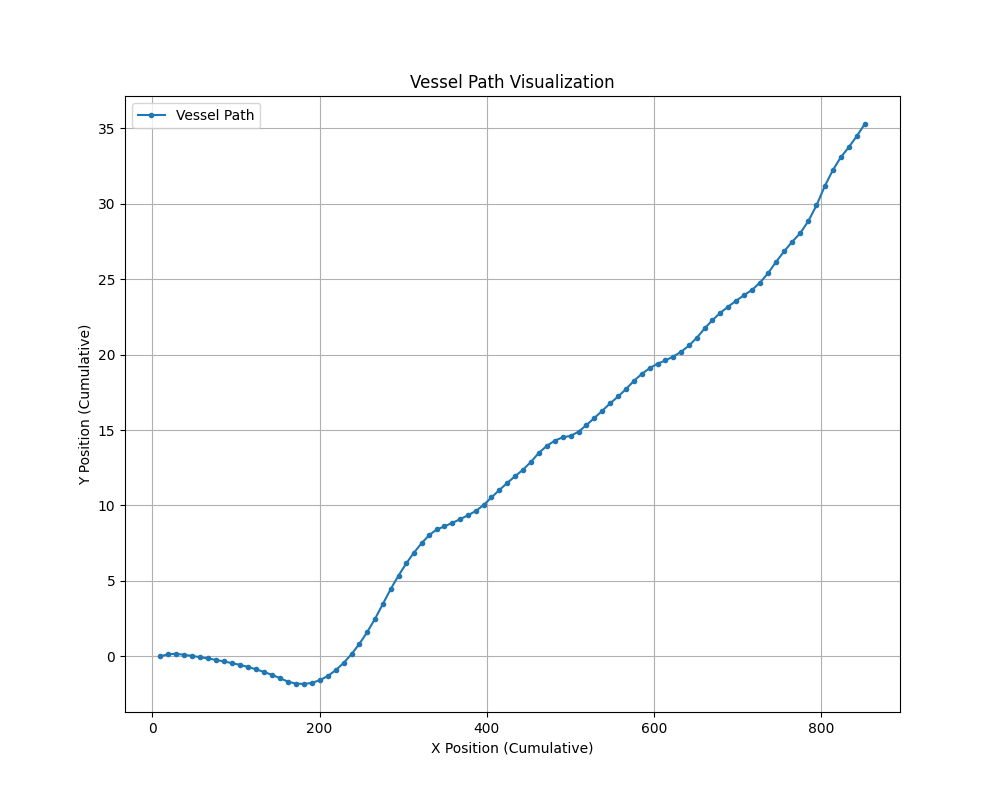 Vessel Path Visualization
Vessel Path
Y Position (Cumulative)
35
30
25
20
15
10
5
0
0 200 400 600 800
X Position (Cumulative)